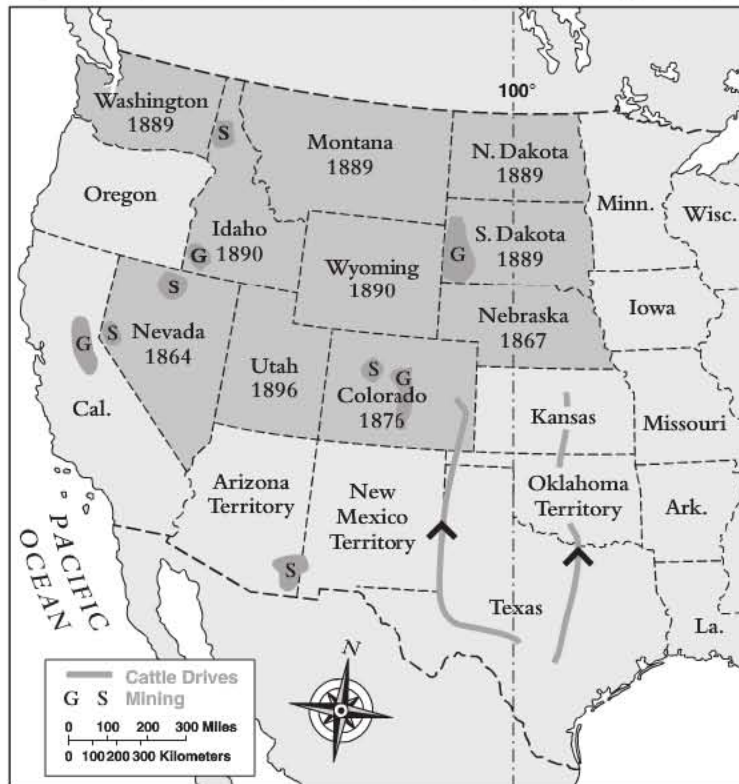 100°
Washington
1889
S
Montana
1889
N. Dakota
1889
Minn.
Wisc.
Oregon
Idaho
1890
G
S
Wyoming
1890
G
S. Dakota
1889
Iowa
Nebraska
1867
G
S
Nevada
1864
Utah
1896
S
G
Colorado
1876
Cal.
Kansas
Missouri
Arizona
Territory
New
Mexico
Territory
Oklahoma
Territory
Ark.
S
Texas
La.
PACIFIC
OCEAN
N
Cattle Drives
G S Mining
0 100 200 300 Miles
0 100 200 300 Kilometers